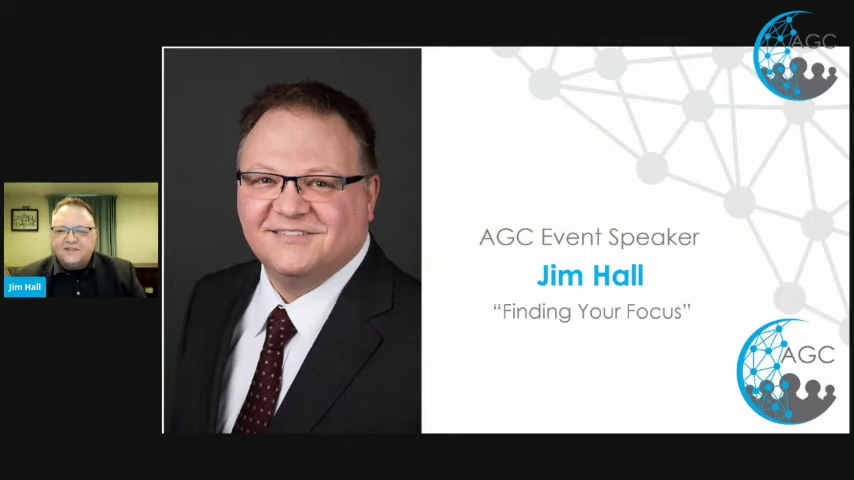 AGC
AGC Event Speaker
Jim Hall
“Finding Your Focus”
Jim Hall
AGC